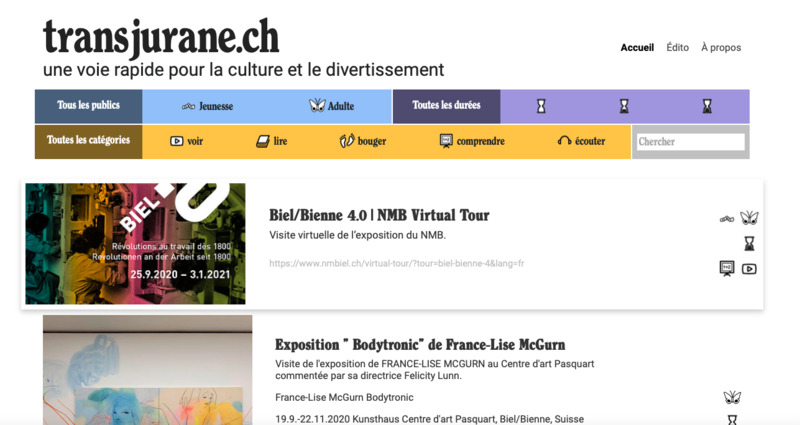 transjurane.ch
une voie rapide pour la culture et le divertissement
Accueil Édito À propos
Tous les publics Jeunesse Adulte Toutes les durées
Toutes les catégories voir lire bouger comprendre écouter Chercher
BIEL
Révolutions au travail dès 1800
Revolutionen an der Arbeit seit 1800
25.9.2020 – 3.1.2021
Biel/Bienne 4.0 | NMB Virtual Tour
Visite virtuelle de l'exposition du NMB.
https://www.nmbiel.ch/virtual-tour/?tour=biel-bienne-4&lang=fr
Exposition " Bodytronic" de France-Lise McGurn
Visite de l'exposition de FRANCE-LISE MCGURN au Centre d'art Pasquart
commentée par sa directrice Felicity Lunn.
France-Lise McGurn Bodytronic
19.9.-22.11.2020 Kunsthaus Centre d'art Pasquart, Biel/Bienne, Suisse